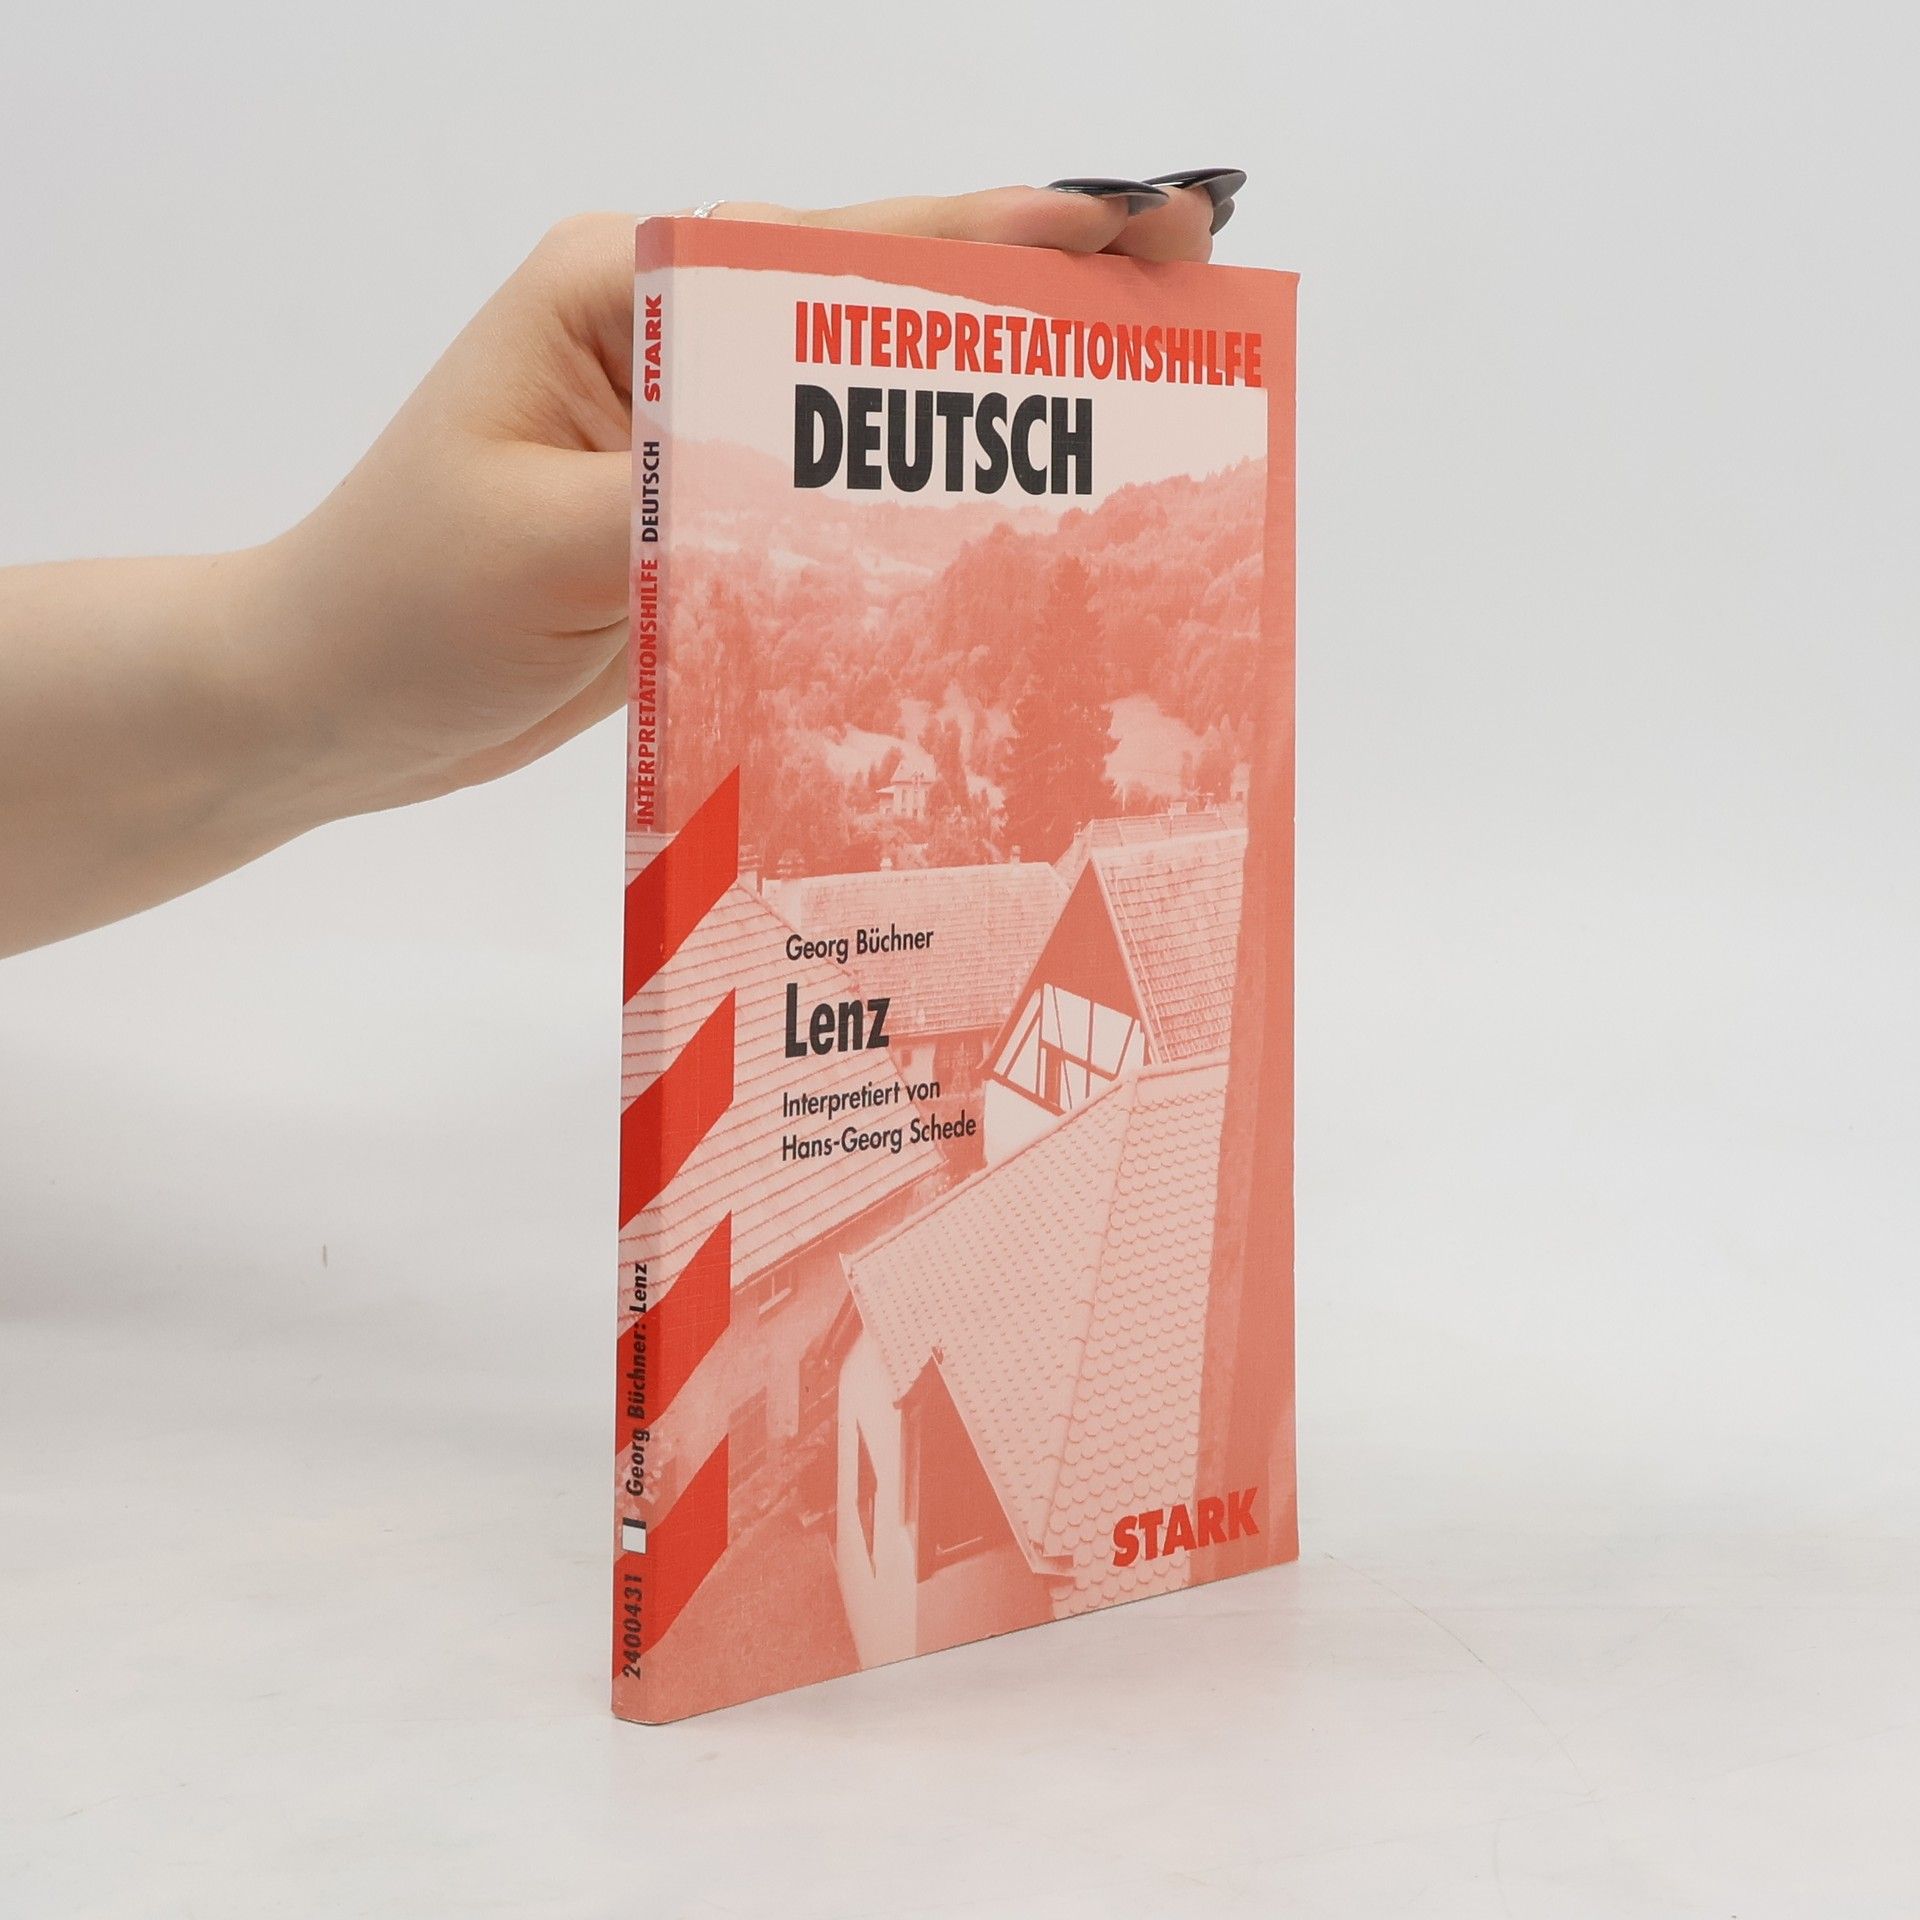 INTERPRETATIONSHILFE
DEUTSCH
Georg Büchner
Lenz
Interpretiert von
Hans-Georg Schede
STARK
2400431 Georg Büchner: Lenz INTERPRETATIONSHILFE DEUTSCH STARK